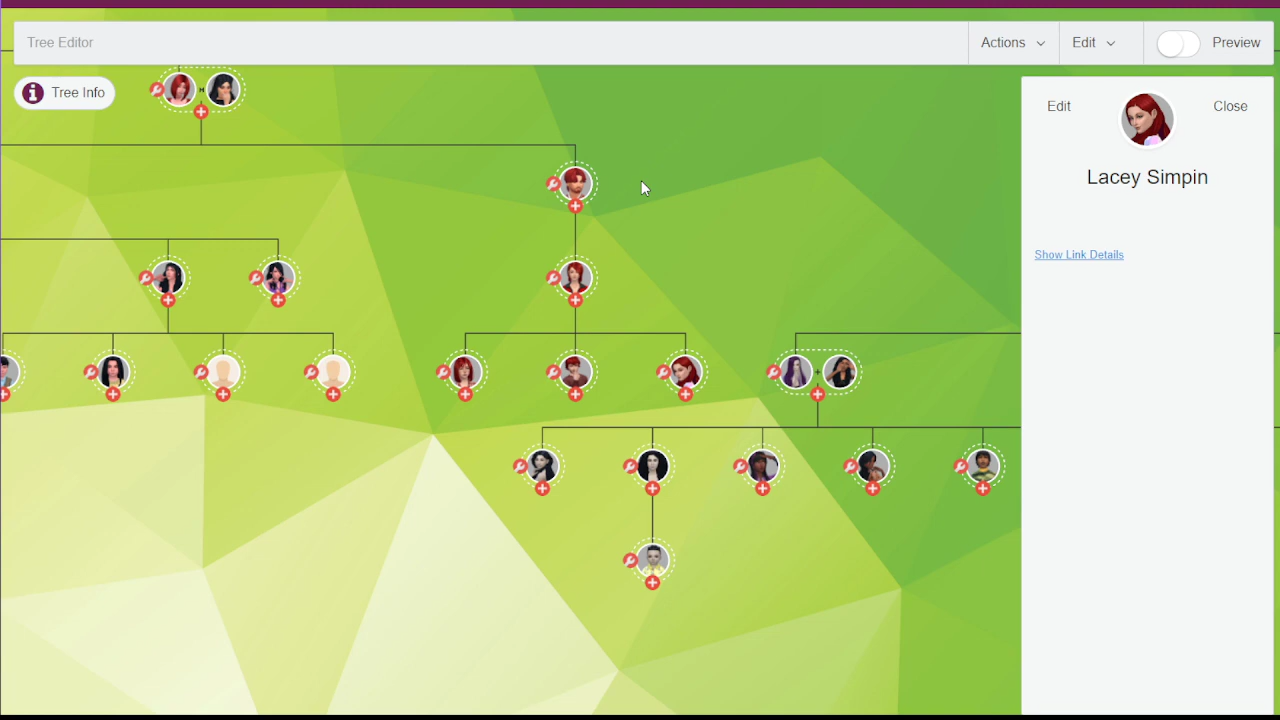 Tree Editor
Actions
Edit
Preview
Tree Info
Edit
Close
Lacey Simpin
Show Link Details